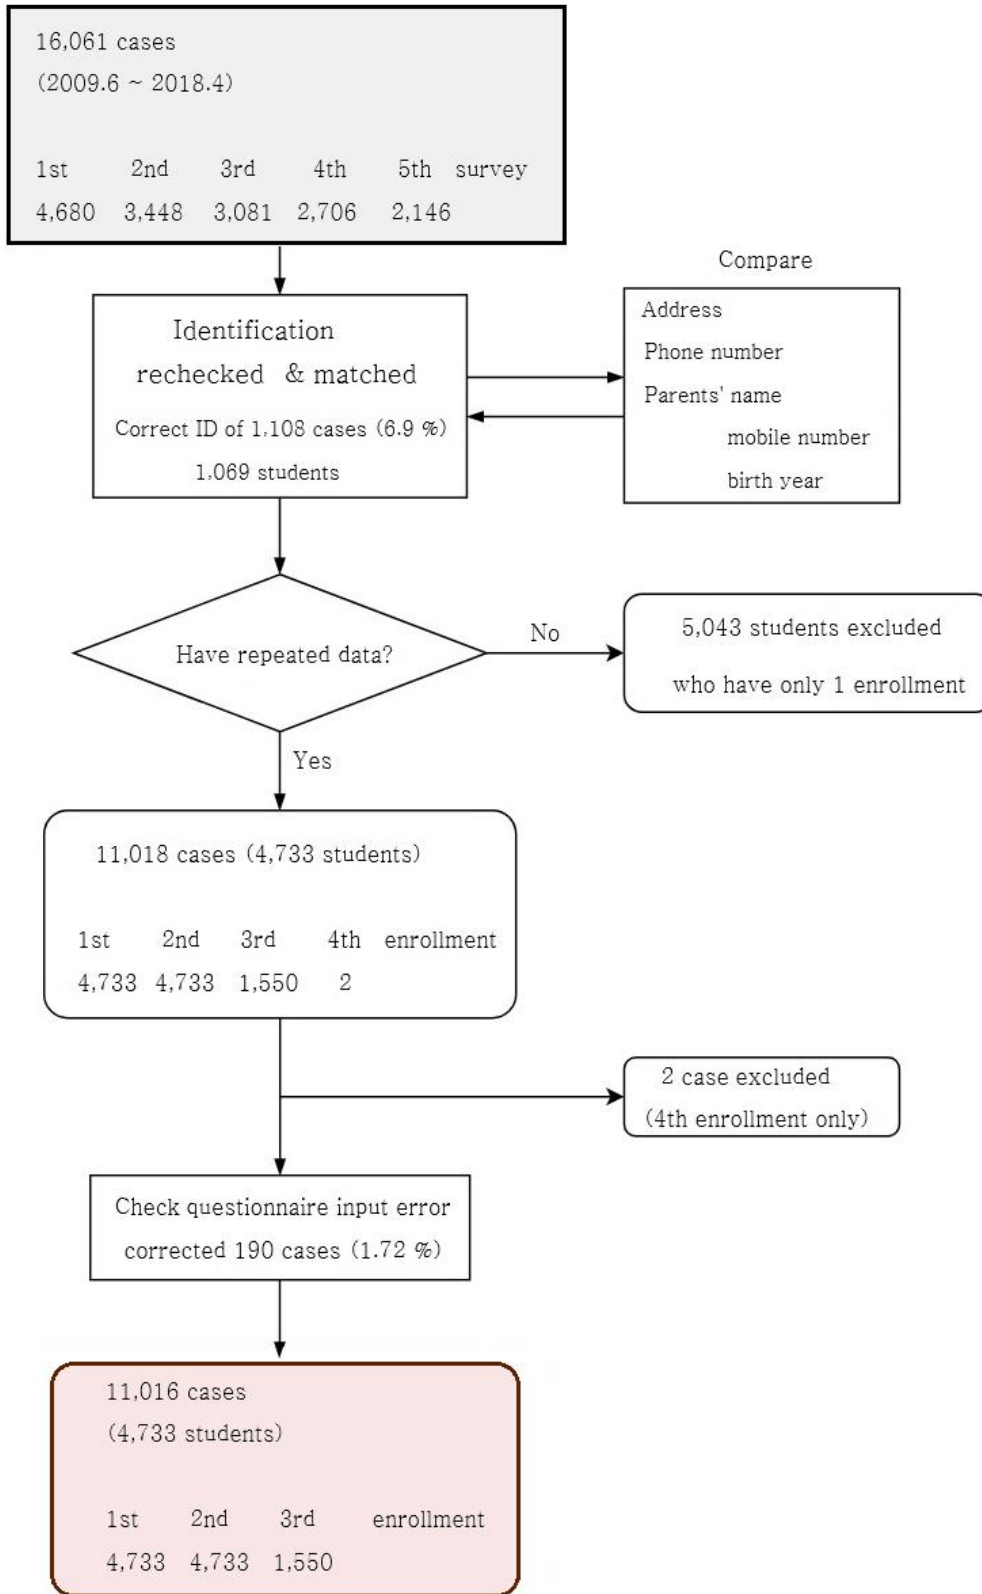 16,061 cases
(2009.6 ~ 2018.4)
1st 2nd 3rd 4th 5th survey
4,680 3,448 3,081 2,706 2,146
Compare
Identification
rechecked & matched
Correct ID of 1,108 cases (6.9 %)
1,069 students
Address
Phone number
Parents' name
mobile number
birth year
Have repeated data?
No
5,043 students excluded
who have only 1 enrollment
Yes
11,018 cases (4,733 students)
1st 2nd 3rd 4th enrollment
4,733 4,733 1,550 2
2 case excluded
(4th enrollment only)
Check questionnaire input error
corrected 190 cases (1.72 %)
11,016 cases
(4,733 students)
1st 2nd 3rd enrollment
4,733 4,733 1,550